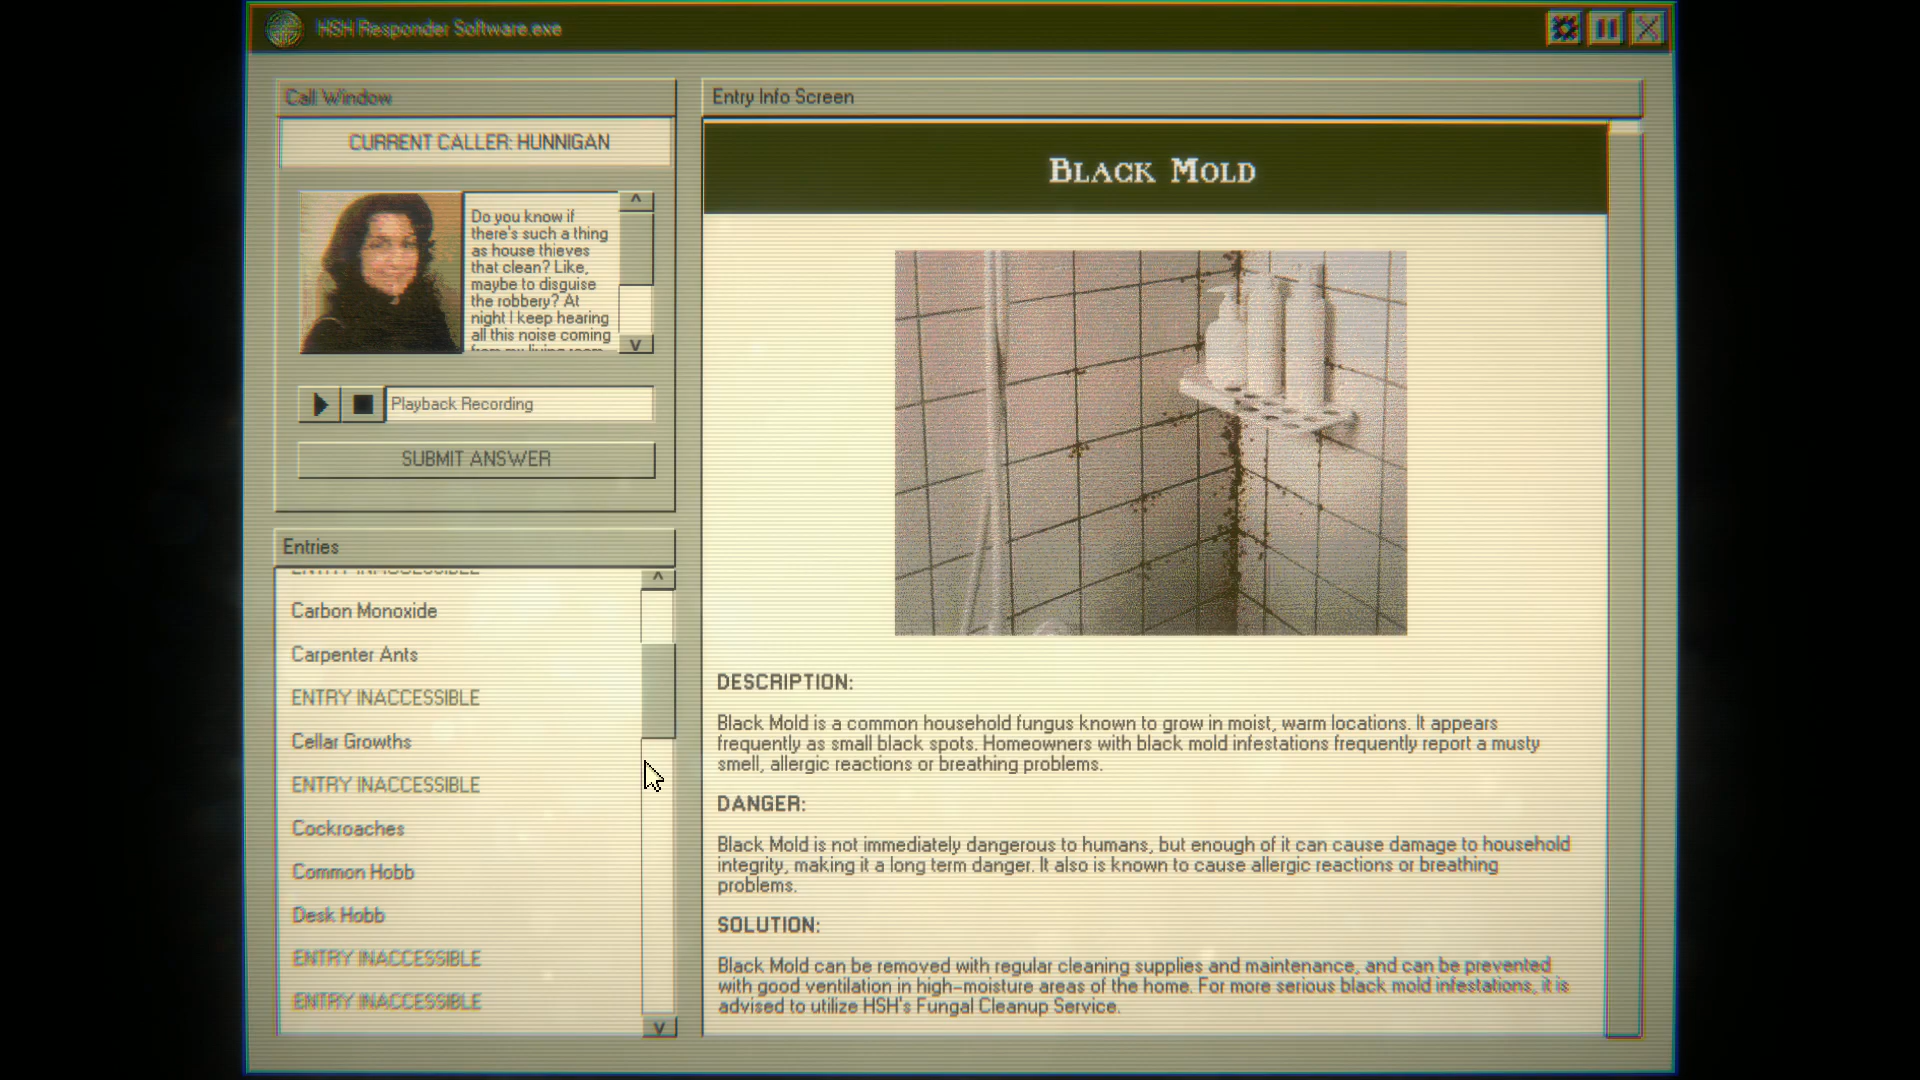 HSH Responder Software.exe
Call Window
CURRENT CALLER: HUNNIGAN
Do you know if
there's such a thing
as house thieves
that clean? Like,
maybe to disguise
the robbery? At
night I keep hearing
all this noise coming
from my living room
Playback Recording
SUBMIT ANSWER
Entries
ENTRY INACCESSIBLE
Carbon Monoxide
Carpenter Ants
ENTRY INACCESSIBLE
Cellar Growths
ENTRY INACCESSIBLE
Cockroaches
Common Hobb
Desk Hobb
ENTRY INACCESSIBLE
ENTRY INACCESSIBLE
Entry Info Screen
BLACK MOLD
DESCRIPTION:
Black Mold is a common household fungus known to grow in moist, warm locations. It appears
frequently as small black spots. Homeowners with black mold infestations frequently report a musty
smell, allergic reactions or breathing problems.
DANGER:
Black Mold is not immediately dangerous to humans, but enough of it can cause damage to household
integrity, making it a long term danger. It also is known to cause allergic reactions or breathing
problems.
SOLUTION:
Black Mold can be removed with regular cleaning supplies and maintenance, and can be prevented
with good ventilation in high-moisture areas of the home. For more serious black mold infestations, it is
advised to utilize HSH's Fungal Cleanup Service.